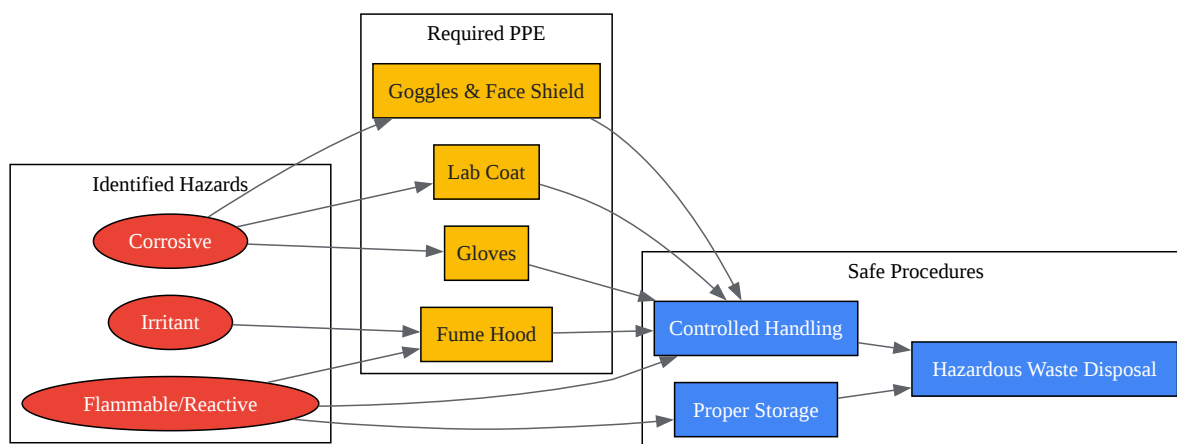 Required PPE
Goggles & Face Shield
Lab Coat
Gloves
Fume Hood
Identified Hazards
Corrosive
Irritant
Flammable/Reactive
Safe Procedures
Controlled Handling
Hazardous Waste Disposal
Proper Storage